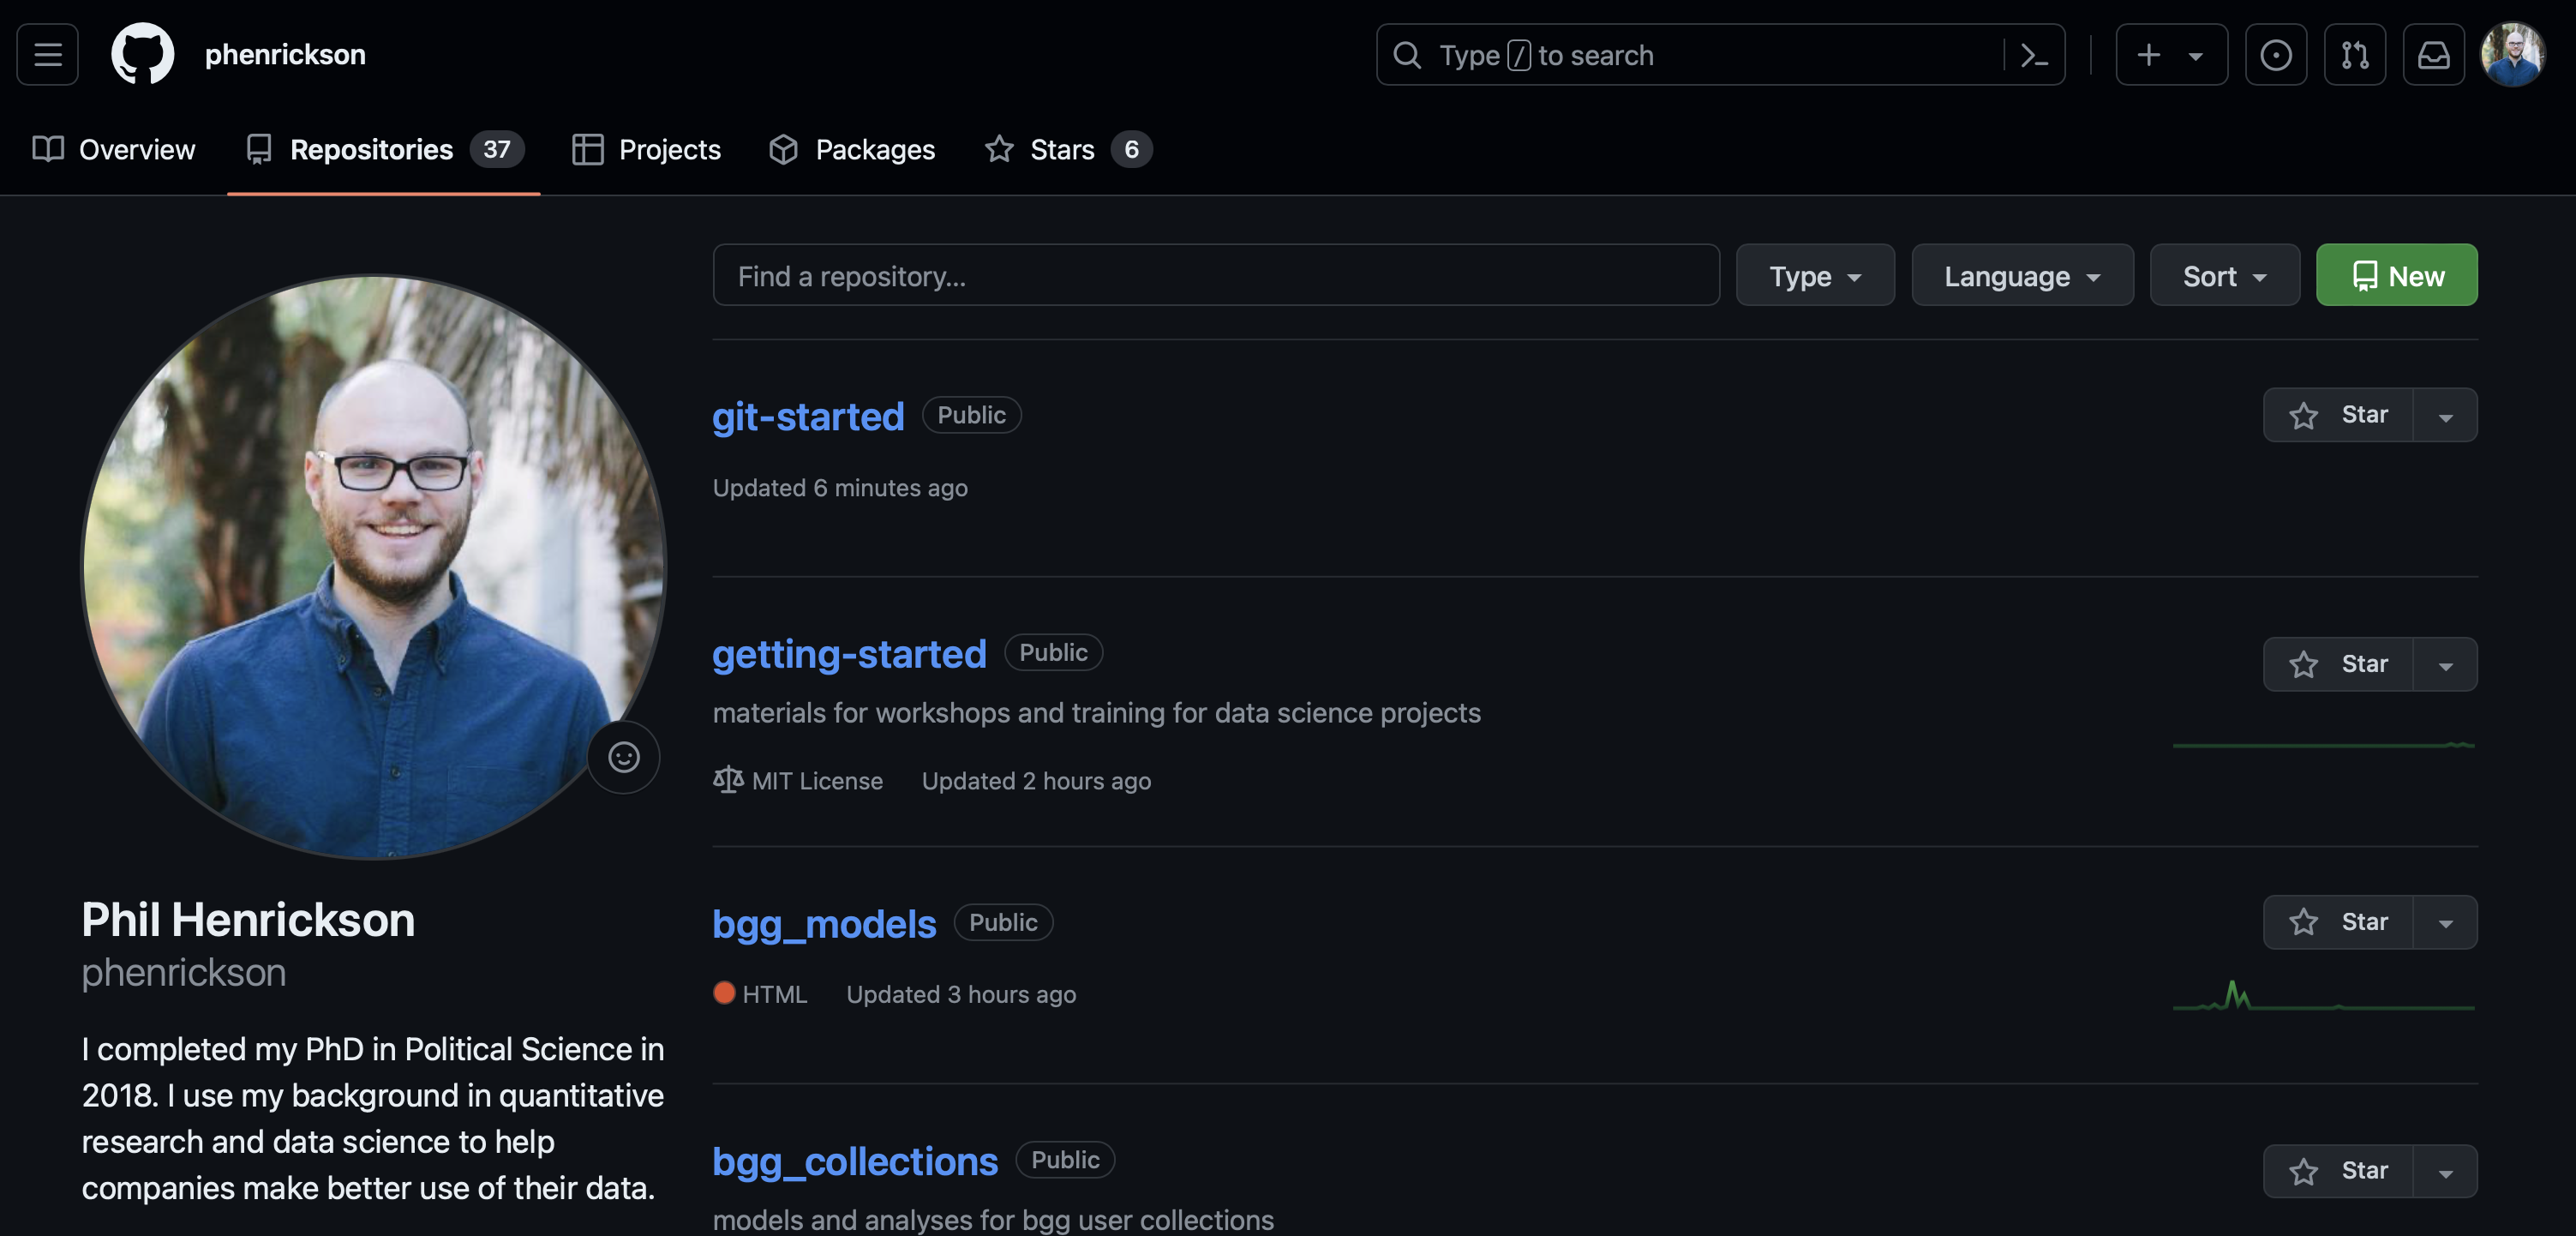 phenrickson
Type / to search
Overview
Repositories 37
Projects
Packages
Stars 6
Find a repository...
Type
Language
Sort
New
git-started Public
Star
Updated 6 minutes ago
getting-started Public
Star
materials for workshops and training for data science projects
MIT License Updated 2 hours ago
bgg_models Public
Star
HTML Updated 3 hours ago
bgg_collections Public
Star
models and analyses for bgg user collections
Phil Henrickson
phenrickson
I completed my PhD in Political Science in
2018. I use my background in quantitative
research and data science to help
companies make better use of their data.